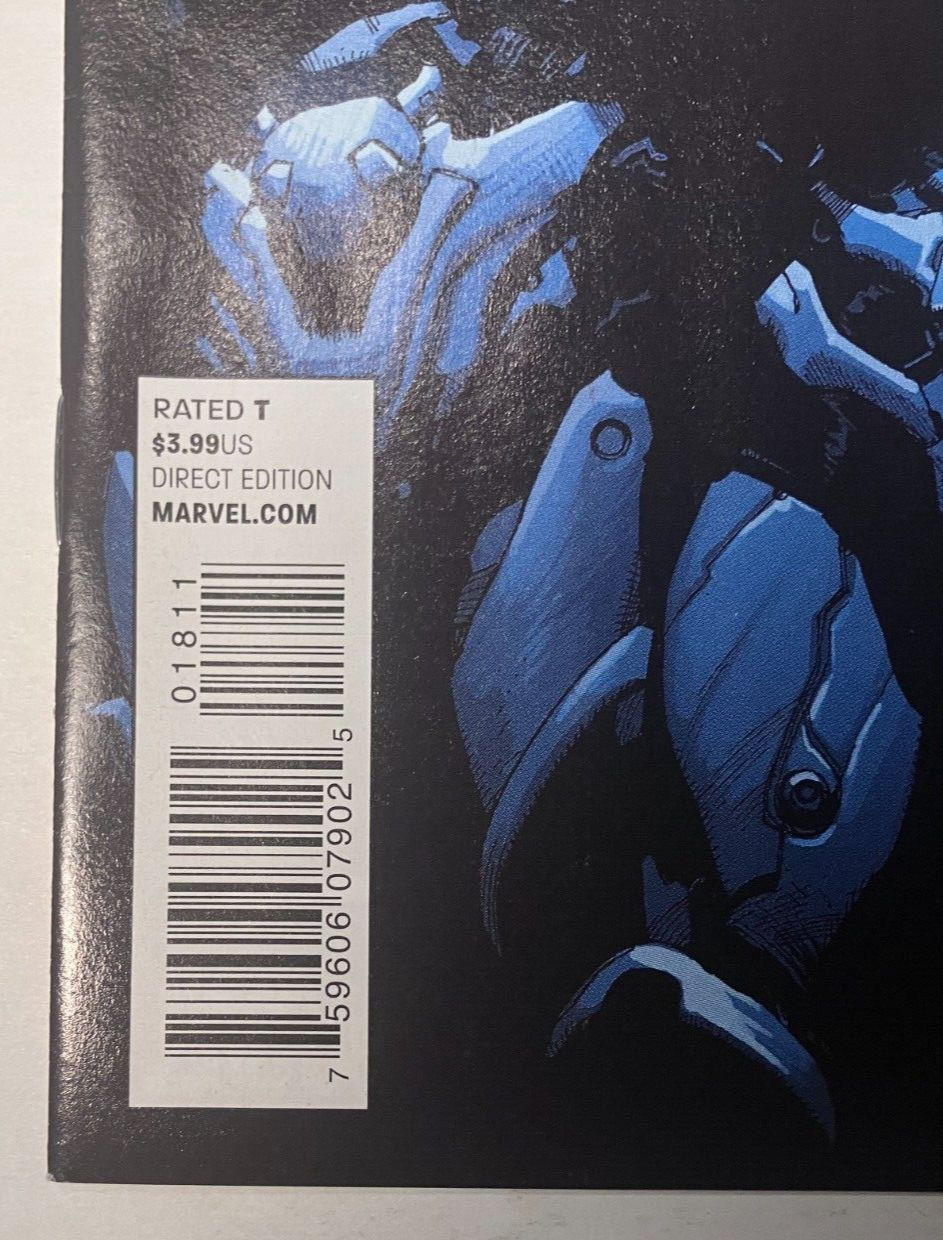 RATED T
$3.99US
DIRECT EDITION
MARVEL.COM
01811
7 59606 07902 5